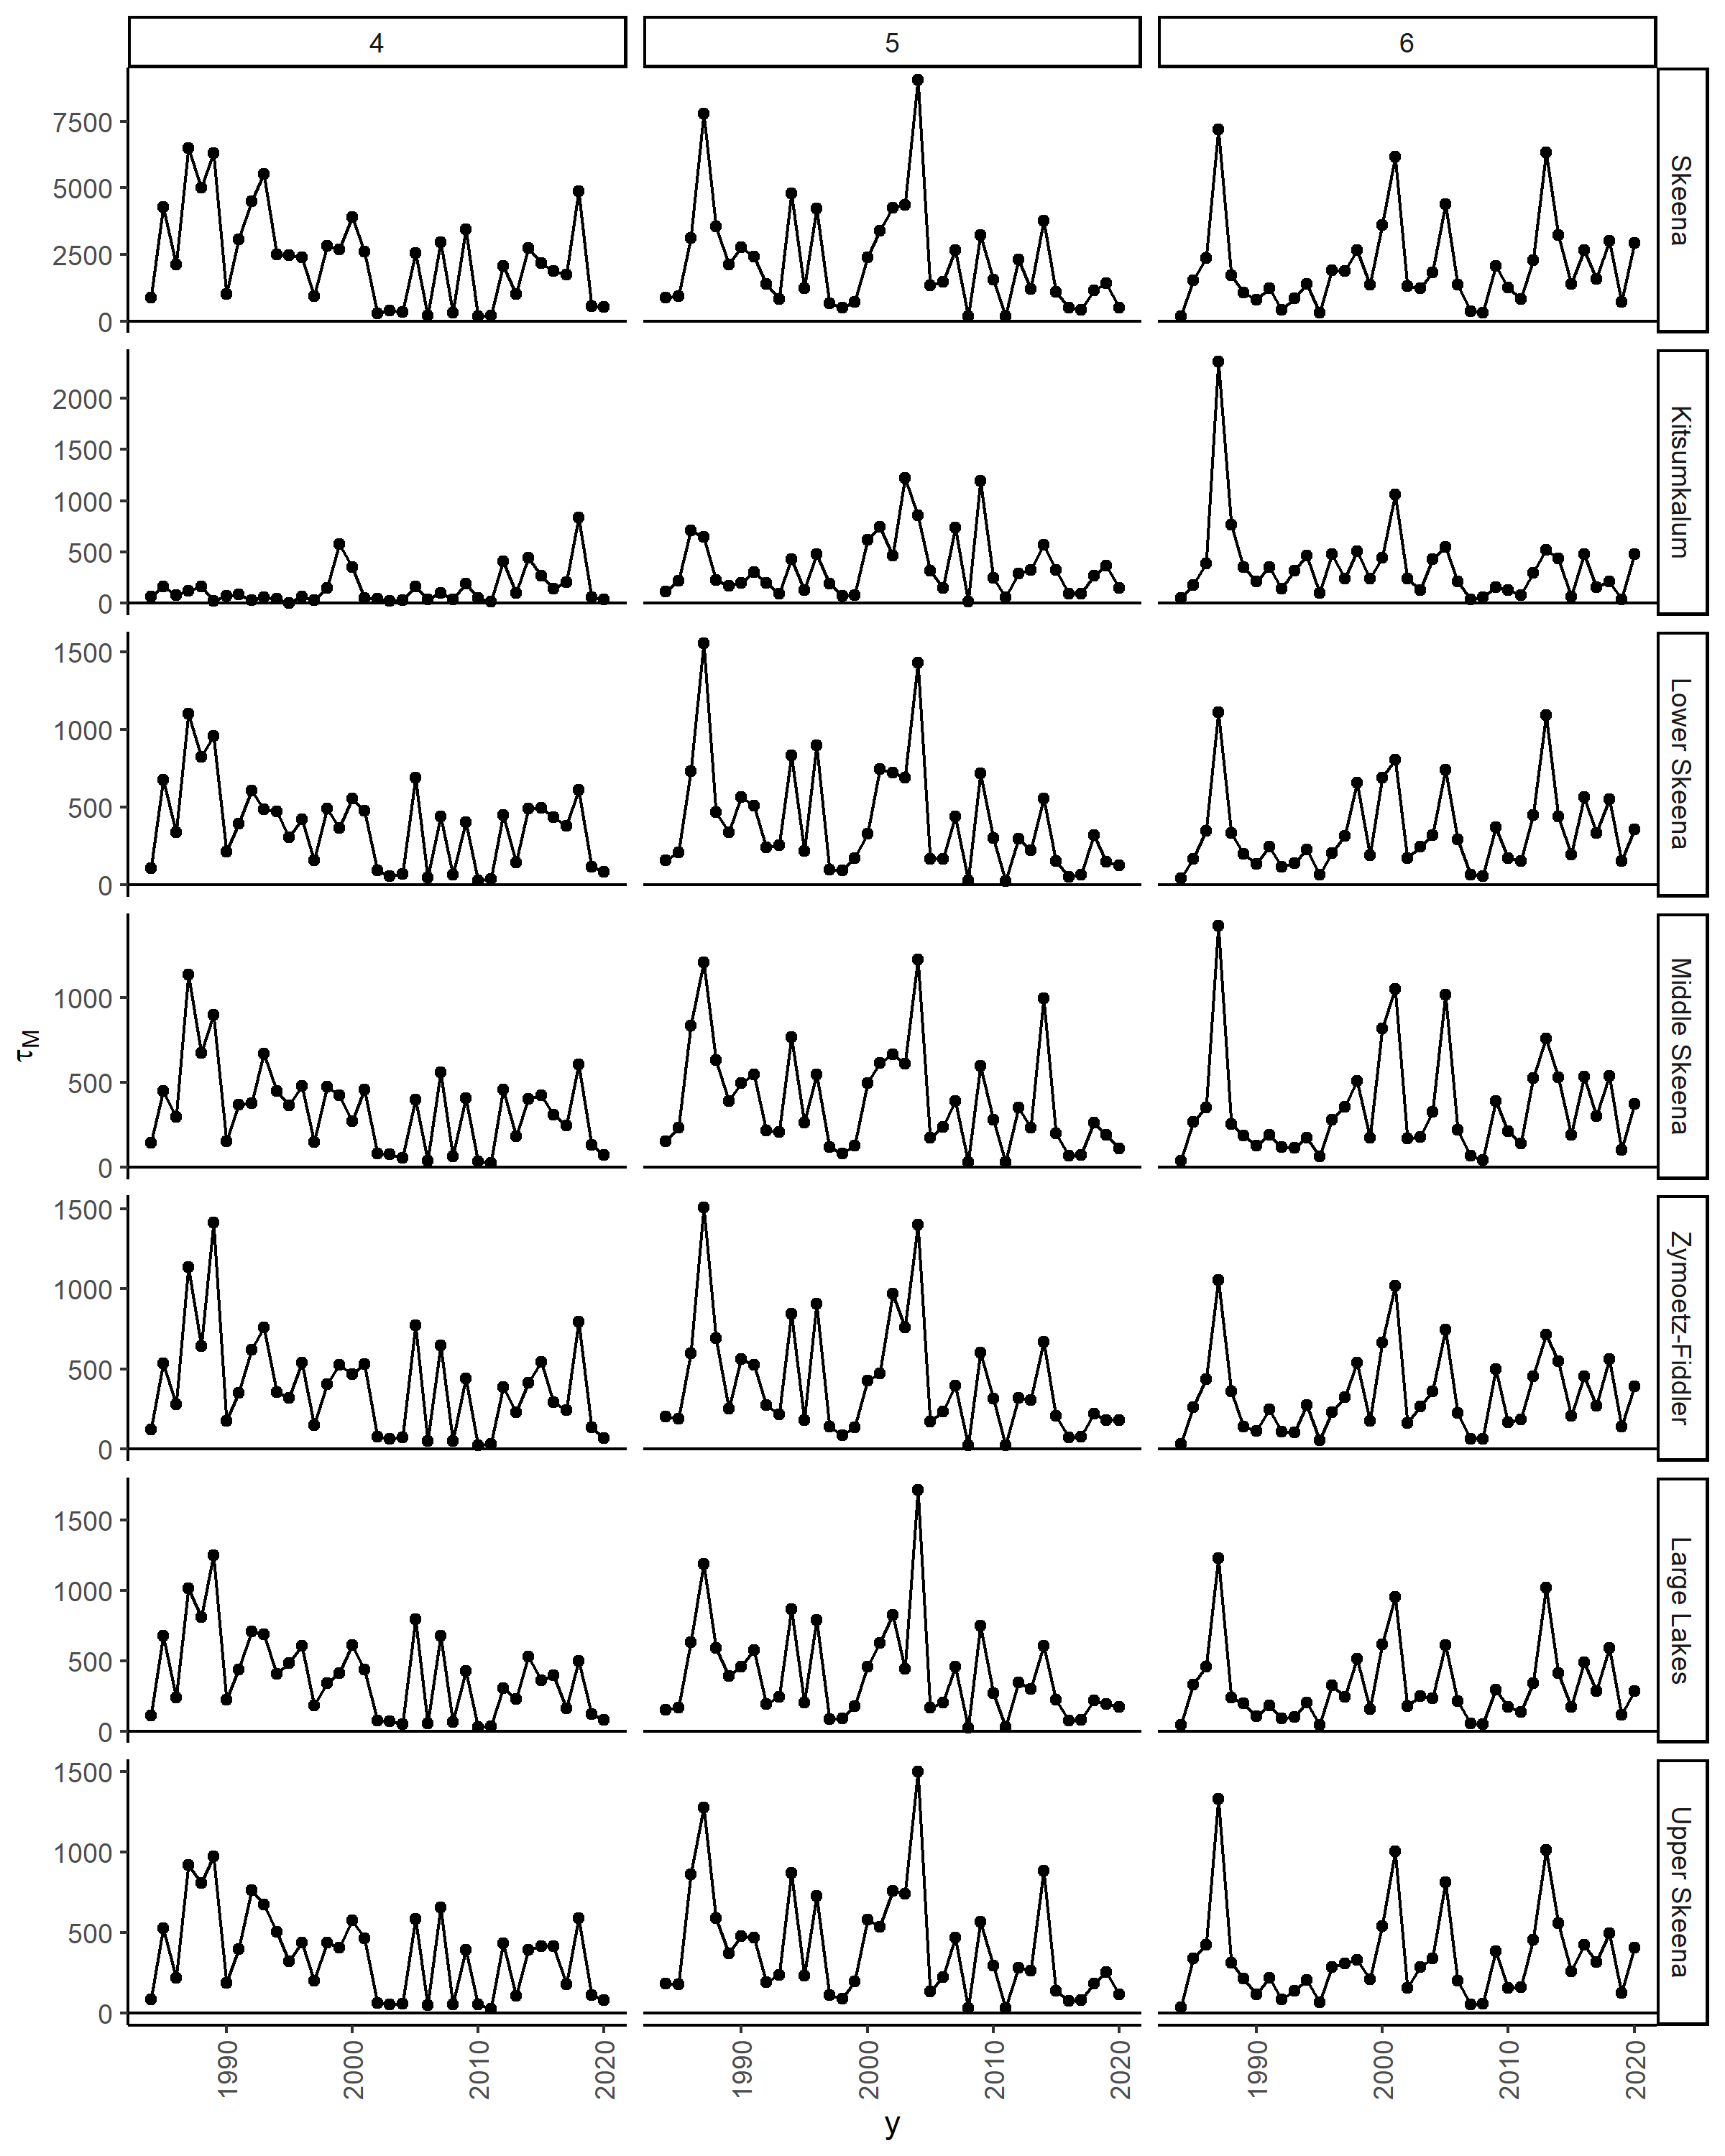 4 5 6
7500
5000
2500
0
Skeena
2000
1500
1000
500
0
Kitsumkalum
1500
1000
500
0
Lower Skeena
1000
500
0
Middle Skeena
τM
1500
1000
500
0
Zymoetz-Fiddler
1500
1000
500
0
Large Lakes
1500
1000
500
0
Upper Skeena
1990 2000 2010 2020 1990 2000 2010 2020 1990 2000 2010 2020
y